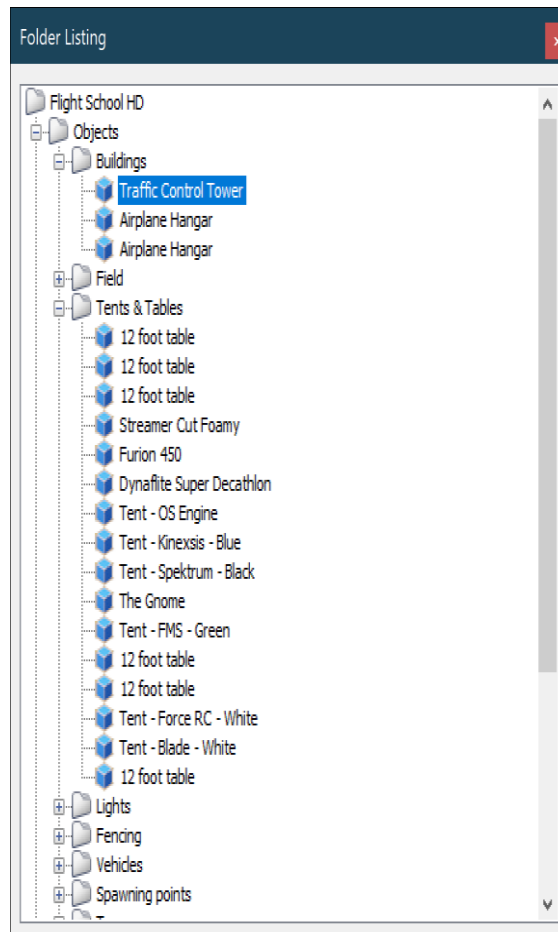 Folder Listing
Flight School HD
Objects
Buildings
Traffic Control Tower
Airplane Hangar
Airplane Hangar
Field
Tents & Tables
12 foot table
12 foot table
12 foot table
Streamer Cut Foamy
Furion 450
Dynaflite Super Decathlon
Tent - OS Engine
Tent - Kinexsis - Blue
Tent - Spektrum - Black
The Gnome
Tent - FMS - Green
12 foot table
12 foot table
Tent - Force RC - White
Tent - Blade - White
12 foot table
Lights
Fencing
Vehicles
Spawning points